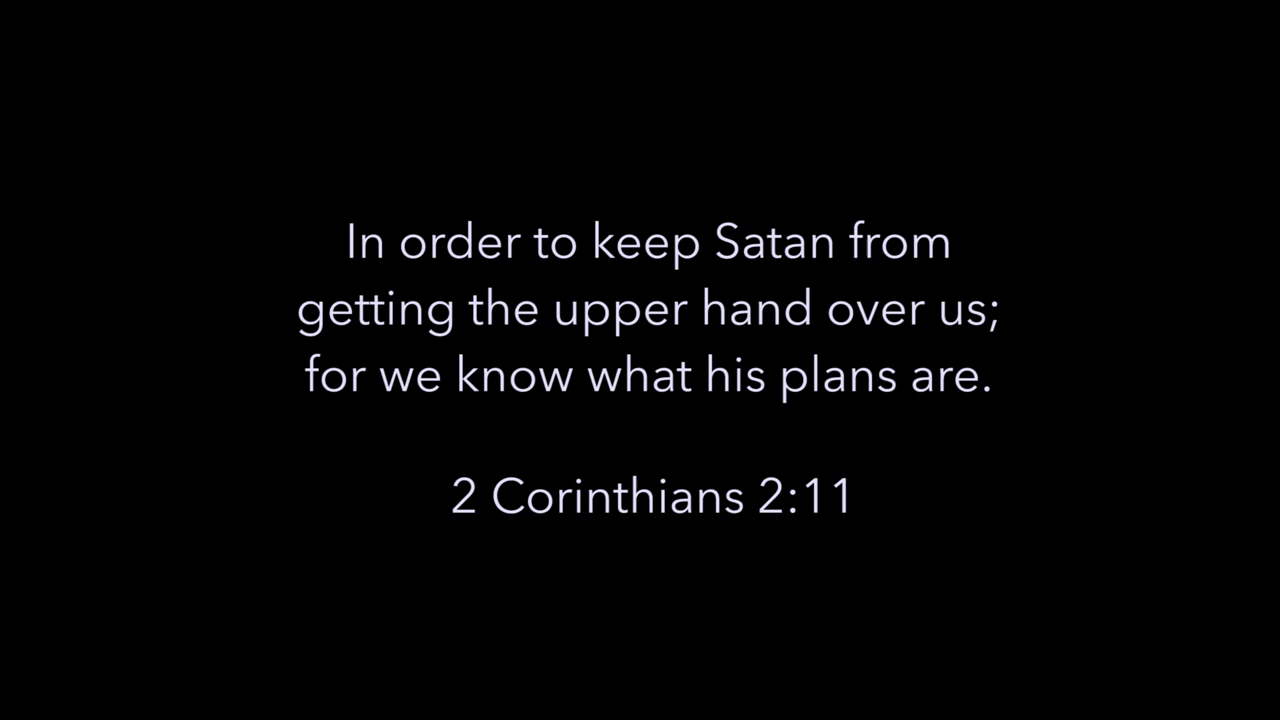 In order to keep Satan from
getting the upper hand over us;
for we know what his plans are.
2 Corinthians 2:11